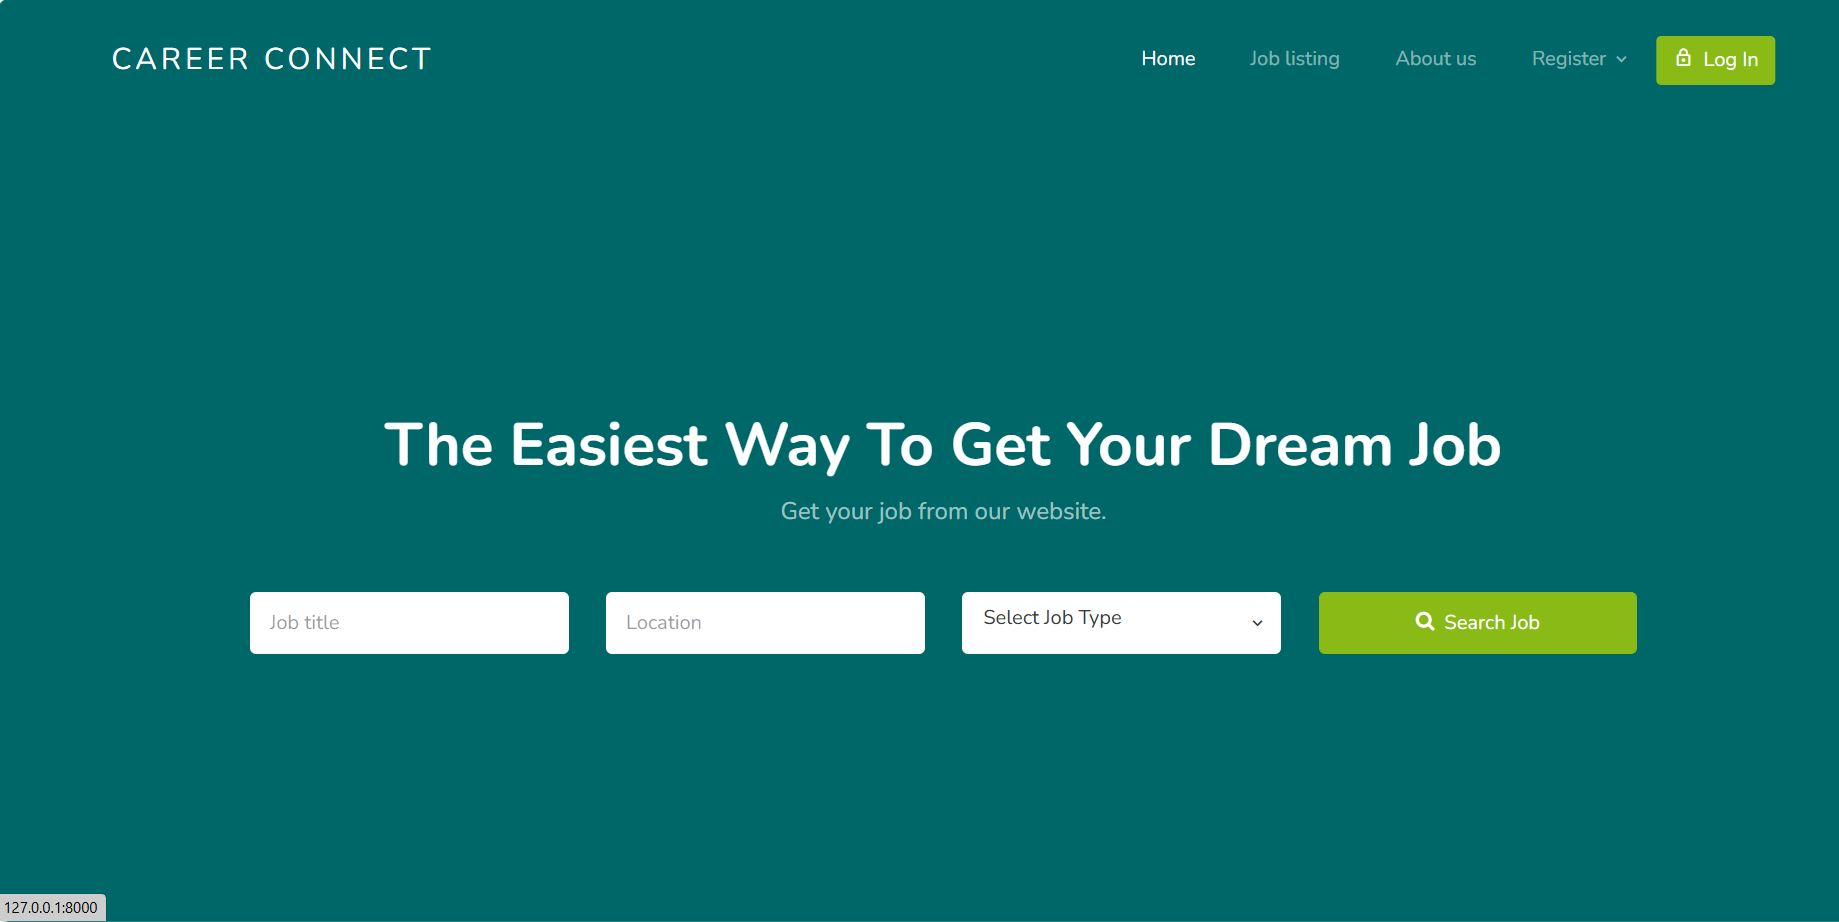 CAREER CONNECT
Home Job listing About us Register Log In
The Easiest Way To Get Your Dream Job
Get your job from our website.
Job title Location Select Job Type Search Job
127.0.0.1:8000